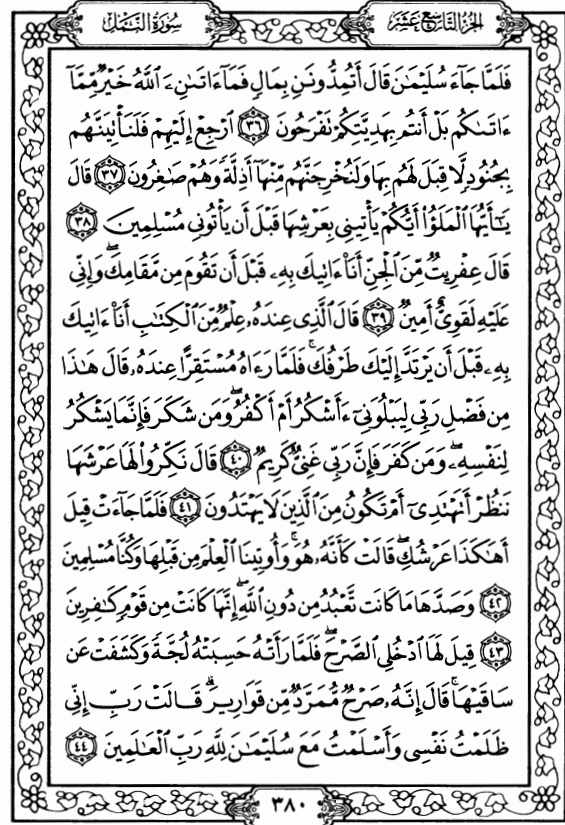 الجزء التاسع عشر
سورة النمل
فَلَمَّا جَآءَ سُلَيْمَٰنَ قَالَ أَتُمِدُّونَنِ بِمَالٍ فَمَآ ءَاتَىٰنِۦَ ٱللَّهُ خَيْرٌ مِّمَّآ
ءَاتَىٰكُم بَلْ أَنتُم بِهَدِيَّتِكُمْ تَفْرَحُونَ ٣٦ ٱرْجِعْ إِلَيْهِمْ فَلَنَأْتِيَنَّهُم
بِجُنُودٍ لَّا قِبَلَ لَهُم بِهَا وَلَنُخْرِجَنَّهُم مِّنْهَآ أَذِلَّةً وَهُمْ صَٰغِرُونَ ٣٧ قَالَ
يَٰٓأَيُّهَا ٱلْمَلَؤُا۟ أَيُّكُمْ يَأْتِينِى بِعَرْشِهَا قَبْلَ أَن يَأْتُونِى مُسْلِمِينَ ٣٨
قَالَ عِفْرِيتٌ مِّنَ ٱلْجِنِّ أَنَا۠ ءَاتِيكَ بِهِۦ قَبْلَ أَن تَقُومَ مِن مَّقَامِكَ ۖ وَإِنِّى
عَلَيْهِ لَقَوِىٌّ أَمِينٌ ٣٩ قَالَ ٱلَّذِى عِندَهُۥ عِلْمٌ مِّنَ ٱلْكِتَٰبِ أَنَا۠ ءَاتِيكَ
بِهِۦ قَبْلَ أَن يَرْتَدَّ إِلَيْكَ طَرْفُكَ ۚ فَلَمَّا رَءَاهُ مُسْتَقِرًّا عِندَهُۥ قَالَ هَٰذَا
مِن فَضْلِ رَبِّى لِيَبْلُوَنِىٓ ءَأَشْكُرُ أَمْ أَكْفُرُ ۖ وَمَن شَكَرَ فَإِنَّمَا يَشْكُرُ
لِنَفْسِهِۦ ۖ وَمَن كَفَرَ فَإِنَّ رَبِّى غَنِىٌّ كَرِيمٌ ٤٠ قَالَ نَكِّرُوا۟ لَهَا عَرْشَهَا
نَنظُرْ أَتَهْتَدِىٓ أَمْ تَكُونُ مِنَ ٱلَّذِينَ لَا يَهْتَدُونَ ٤١ فَلَمَّا جَآءَتْ قِيلَ
أَهَٰكَذَا عَرْشُكِ ۖ قَالَتْ كَأَنَّهُۥ هُوَ ۚ وَأُوتِينَا ٱلْعِلْمَ مِن قَبْلِهَا وَكُنَّا مُسْلِمِينَ
٤٢ وَصَدَّهَا مَا كَانَت تَّعْبُدُ مِن دُونِ ٱللَّهِ ۖ إِنَّهَا كَانَتْ مِن قَوْمٍ كَٰفِرِينَ
٤٣ قِيلَ لَهَا ٱدْخُلِى ٱلصَّرْحَ ۖ فَلَمَّا رَأَتْهُ حَسِبَتْهُ لُجَّةً وَكَشَفَتْ عَن
سَاقَيْهَا ۚ قَالَ إِنَّهُۥ صَرْحٌ مُّمَرَّدٌ مِّن قَوَارِيرَ ۗ قَالَتْ رَبِّ إِنِّى
ظَلَمْتُ نَفْسِى وَأَسْلَمْتُ مَعَ سُلَيْمَٰنَ لِلَّهِ رَبِّ ٱلْعَٰلَمِينَ ٤٤
٣٨٠